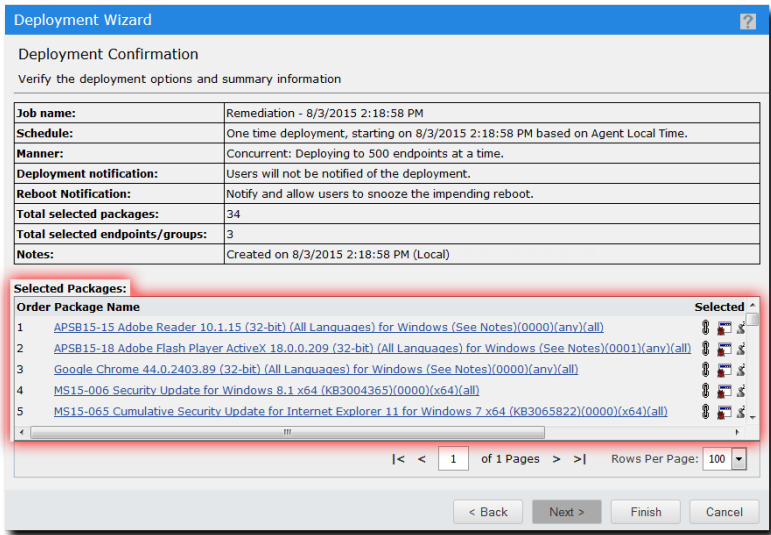 Deployment Wizard ?
Deployment Confirmation
Verify the deployment options and summary information
Job name: Remediation - 8/3/2015 2:18:58 PM
Schedule: One time deployment, starting on 8/3/2015 2:18:58 PM based on Agent Local Time.
Manner: Concurrent: Deploying to 500 endpoints at a time.
Deployment notification: Users will not be notified of the deployment.
Reboot Notification: Notify and allow users to snooze the impending reboot.
Total selected packages: 34
Total selected endpoints/groups: 3
Notes: Created on 8/3/2015 2:18:58 PM (Local)
Selected Packages:
Order Package Name Selected
1 APSB15-15 Adobe Reader 10.1.15 (32-bit) (All Languages) for Windows (See Notes)(0000)(any)(all)
2 APSB15-18 Adobe Flash Player ActiveX 18.0.0.209 (32-bit) (All Languages) for Windows (See Notes)(0001)(any)(all)
3 Google Chrome 44.0.2403.89 (32-bit) (All Languages) for Windows (See Notes)(0000)(any)(all)
4 MS15-006 Security Update for Windows 8.1 x64 (KB3004365)(0000)(x64)(all)
5 MS15-065 Cumulative Security Update for Internet Explorer 11 for Windows 7 x64 (KB3065822)(0000)(x64)(all)
|< < 1 of 1 Pages > >| Rows Per Page: 100
< Back Next > Finish Cancel